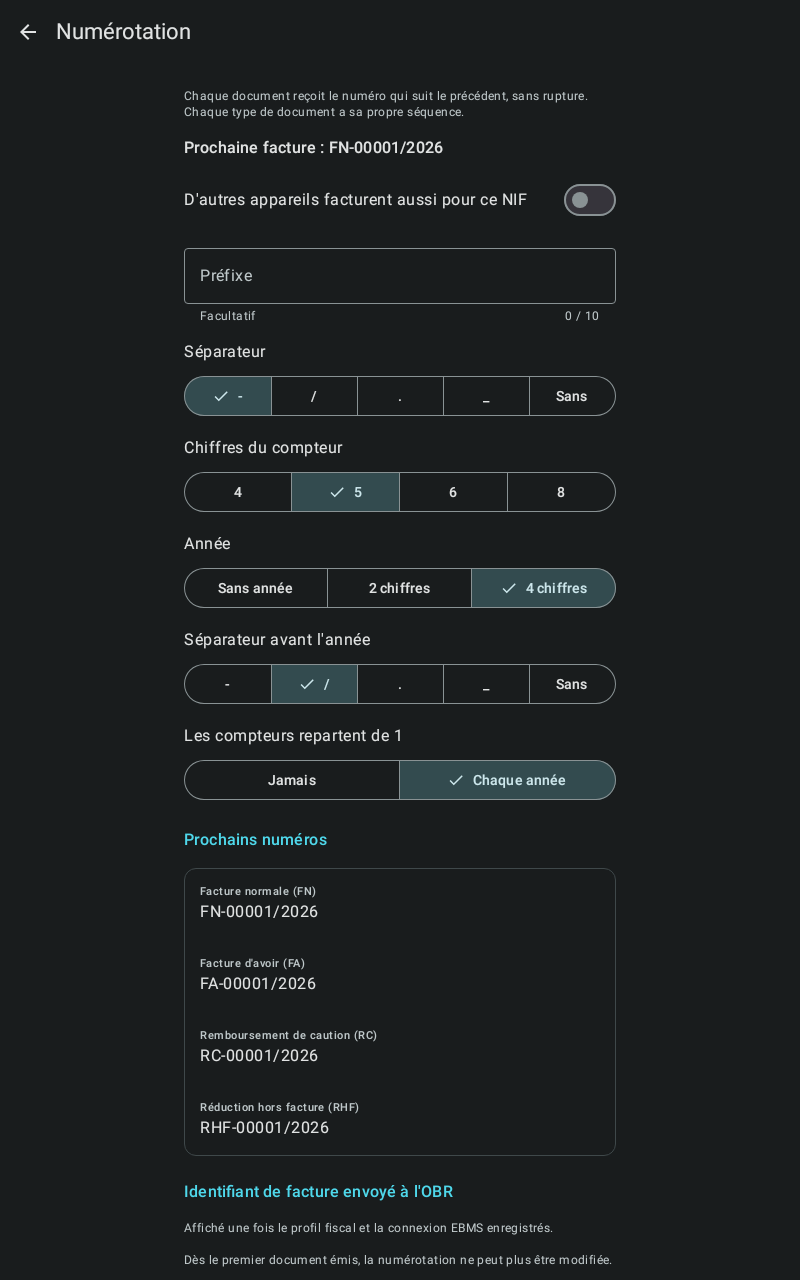 Numérotation
Chaque document reçoit le numéro qui suit le précédent, sans rupture.
Chaque type de document a sa propre séquence.
Prochaine facture : FN-00001/2026
D'autres appareils facturent aussi pour ce NIF
Préfixe
Facultatif 0 / 10
Séparateur
- / . _ Sans
Chiffres du compteur
4 5 6 8
Année
Sans année 2 chiffres 4 chiffres
Séparateur avant l'année
- / . _ Sans
Les compteurs repartent de 1
Jamais Chaque année
Prochains numéros
Facture normale (FN)
FN-00001/2026
Facture d'avoir (FA)
FA-00001/2026
Remboursement de caution (RC)
RC-00001/2026
Réduction hors facture (RHF)
RHF-00001/2026
Identifiant de facture envoyé à l'OBR
Affiché une fois le profil fiscal et la connexion EBMS enregistrés.
Dès le premier document émis, la numérotation ne peut plus être modifiée.